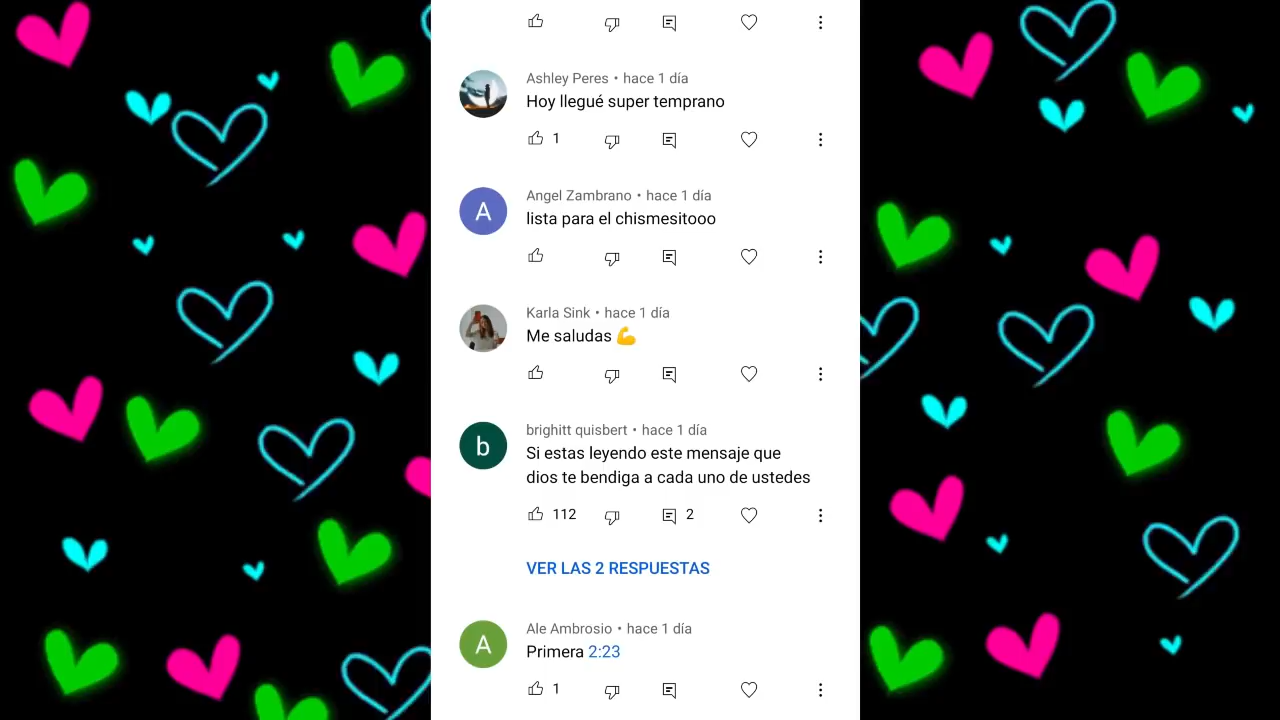 Ashley Peres • hace 1 día
Hoy llegué super temprano
1
A
Angel Zambrano • hace 1 día
lista para el chismesitooo
Karla Sink • hace 1 día
Me saludas 💪
b
brighitt quisbert • hace 1 día
Si estas leyendo este mensaje que
dios te bendiga a cada uno de ustedes
112 2
VER LAS 2 RESPUESTAS
A
Ale Ambrosio • hace 1 día
Primera 2:23
1